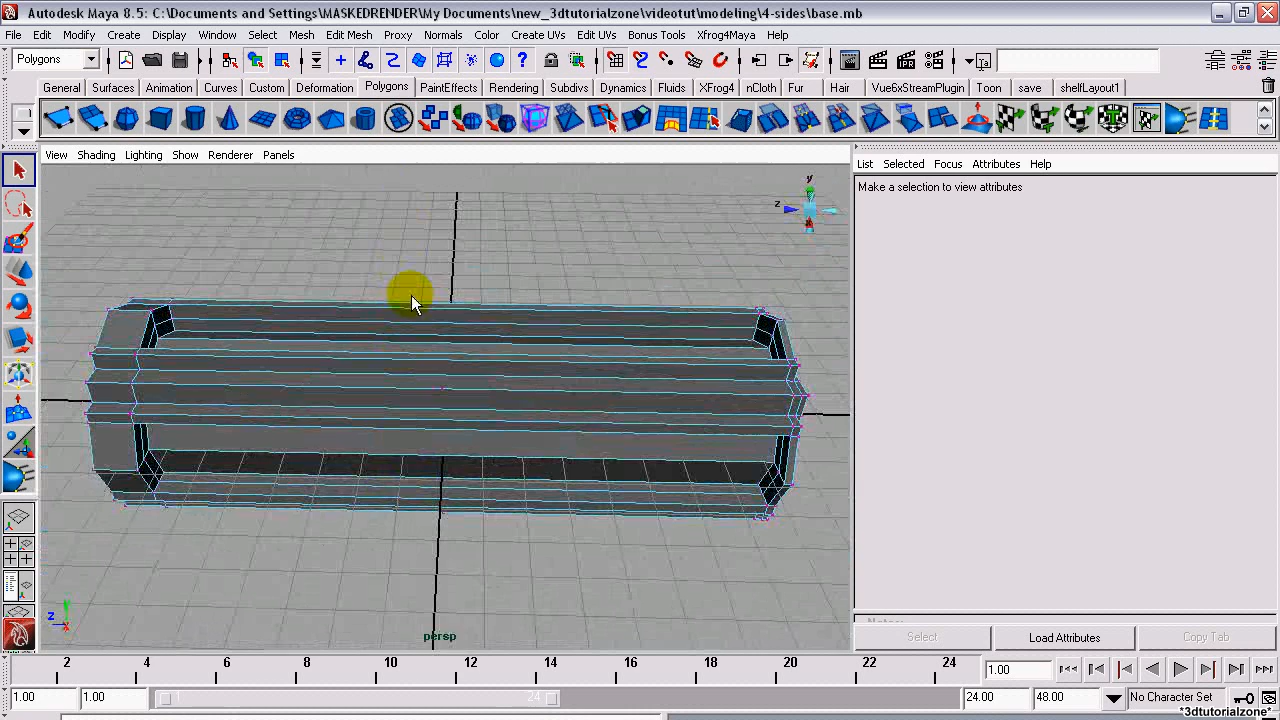 Autodesk Maya 8.5: C:\Documents and Settings\MASKEDRENDER\My Documents\new_3dtutorialzone\videotut\modeling\4-sides\base.mb
File Edit Modify Create Display Window Select Mesh Edit Mesh Proxy Normals Color Create UVs Edit UVs Bonus Tools Xfrog4Maya Help
Polygons
General Surfaces Animation Curves Custom Deformation Polygons PaintEffects Rendering Subdivs Dynamics Fluids XFrog4 nCloth Fur Hair Vue6xStreamPlugin Toon save shelfLayout1
View Shading Lighting Show Renderer Panels
List Selected Focus Attributes Help
Make a selection to view attributes
y
z
z
x
persp
Select Load Attributes Copy Tab
2 4 6 8 10 12 14 16 18 20 22 24
1.00
1.00 1.00 1 24 24.00 48.00 No Character Set
*3dtutorialzone*